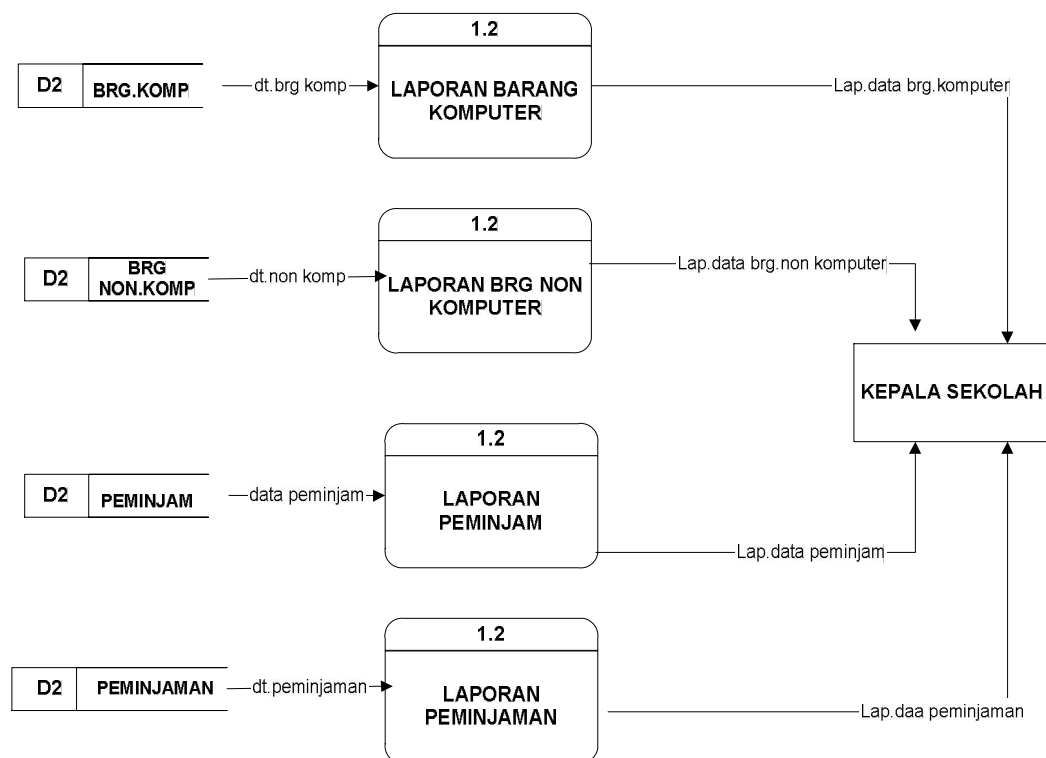 1.2
D2
BRG.KOMP
dt.brg komp
LAPORAN BARANG
KOMPUTER
Lap.data brg.komputer
1.2
D2
BRG
NON.KOMP
dt.non komp
LAPORAN BRG NON
KOMPUTER
Lap.data brg.non komputer
KEPALA SEKOLAH
1.2
D2
PEMINJAM
data peminjam
LAPORAN
PEMINJAM
Lap.data peminjam
1.2
D2
PEMINJAMAN
dt.peminjaman
LAPORAN
PEMINJAMAN
Lap.daa peminjaman